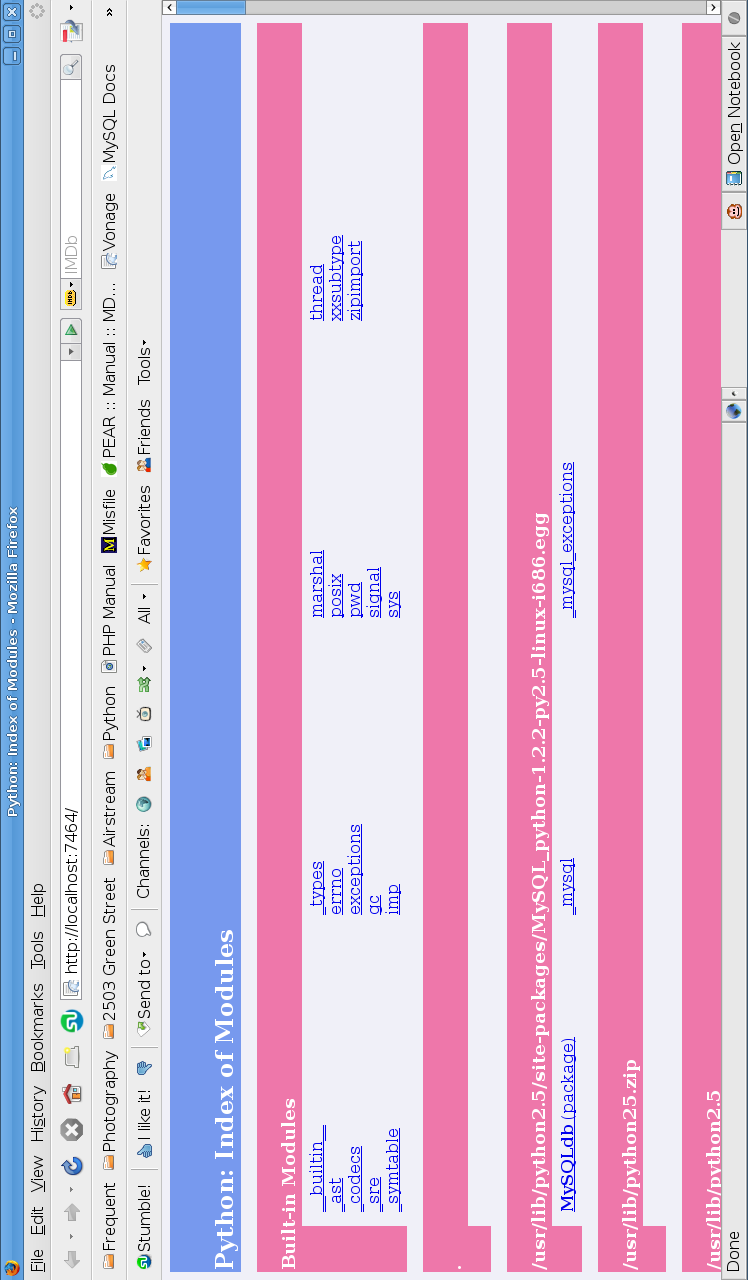 Python: Index of Modules - Mozilla Firefox
File Edit View History Bookmarks Tools Help
http://localhost:7464/ IMDb
Frequent Photography 2503 Green Street Airstream Python PHP Manual Misfile PEAR :: Manual :: MD... Vonage MySQL Docs »
Stumble! I like it! Send to Channels: All Favorites Friends Tools
Python: Index of Modules
Built-in Modules
__builtin__ _types marshal thread
_ast errno posix xxsubtype
_codecs exceptions pwd zipimport
_sre gc signal
_symtable imp sys
.
/usr/lib/python2.5/site-packages/MySQL_python-1.2.2-py2.5-linux-i686.egg
MySQLdb (package) _mysql _mysql_exceptions
/usr/lib/python25.zip
/usr/lib/python2.5
Done Open Notebook